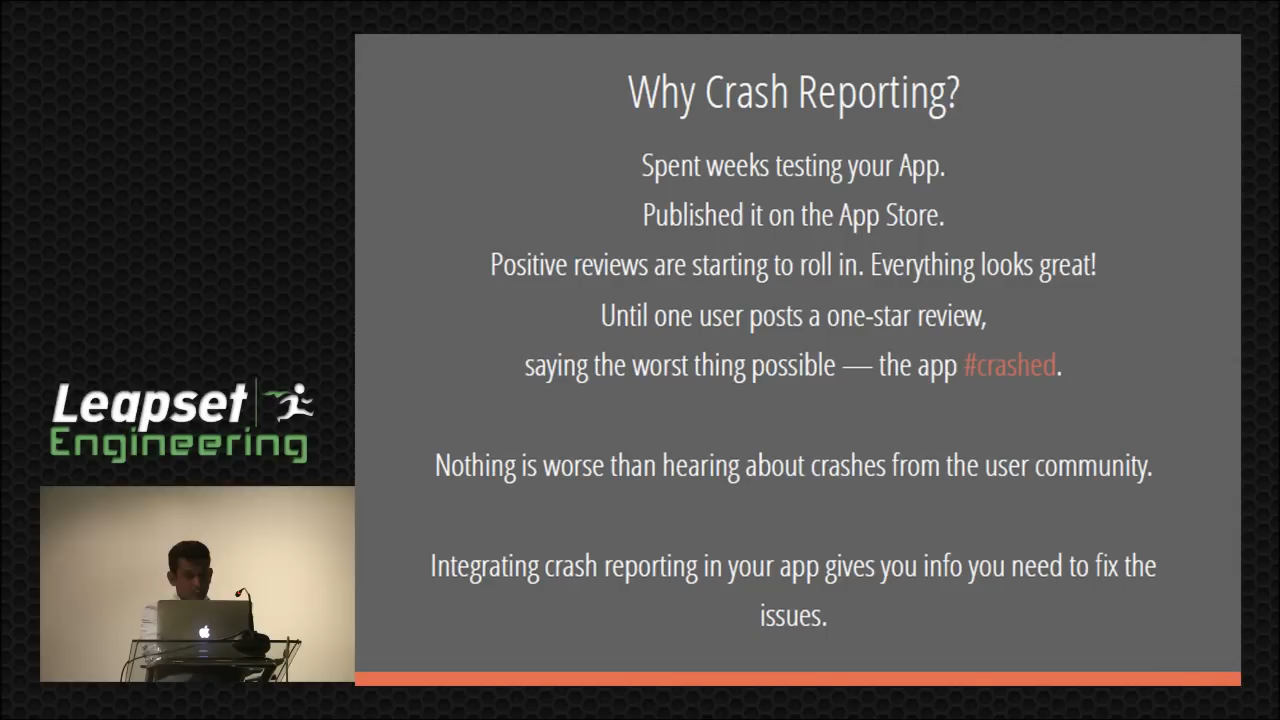 Why Crash Reporting?
Spent weeks testing your App.
Published it on the App Store.
Positive reviews are starting to roll in. Everything looks great!
Until one user posts a one-star review,
saying the worst thing possible — the app #crashed.
Nothing is worse than hearing about crashes from the user community.
Integrating crash reporting in your app gives you info you need to fix the
issues.
Leapset
Engineering